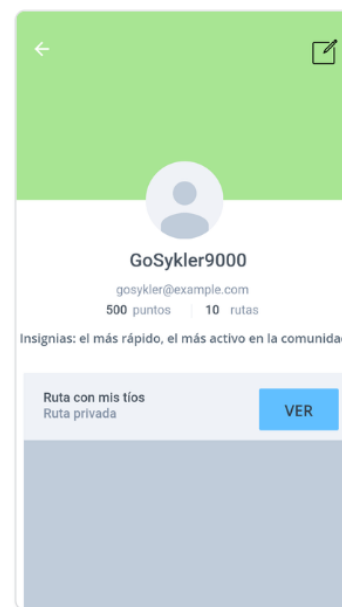 GoSykler9000
gosykler@example.com
500 puntos 10 rutas
Insignias: el más rápido, el más activo en la comunidad
Ruta con mis tíos
Ruta privada
VER